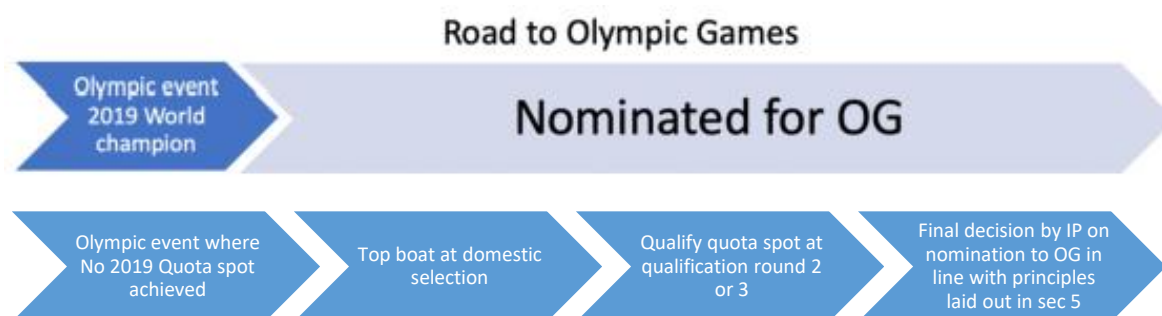 Road to Olympic Games
Olympic event
2019 World
champion
Nominated for OG
Olympic event where
No 2019 Quota spot
achieved
Top boat at domestic
selection
Qualify quota spot at
qualification round 2
or 3
Final decision by IP on
nomination to OG in
line with principles
laid out in sec 5